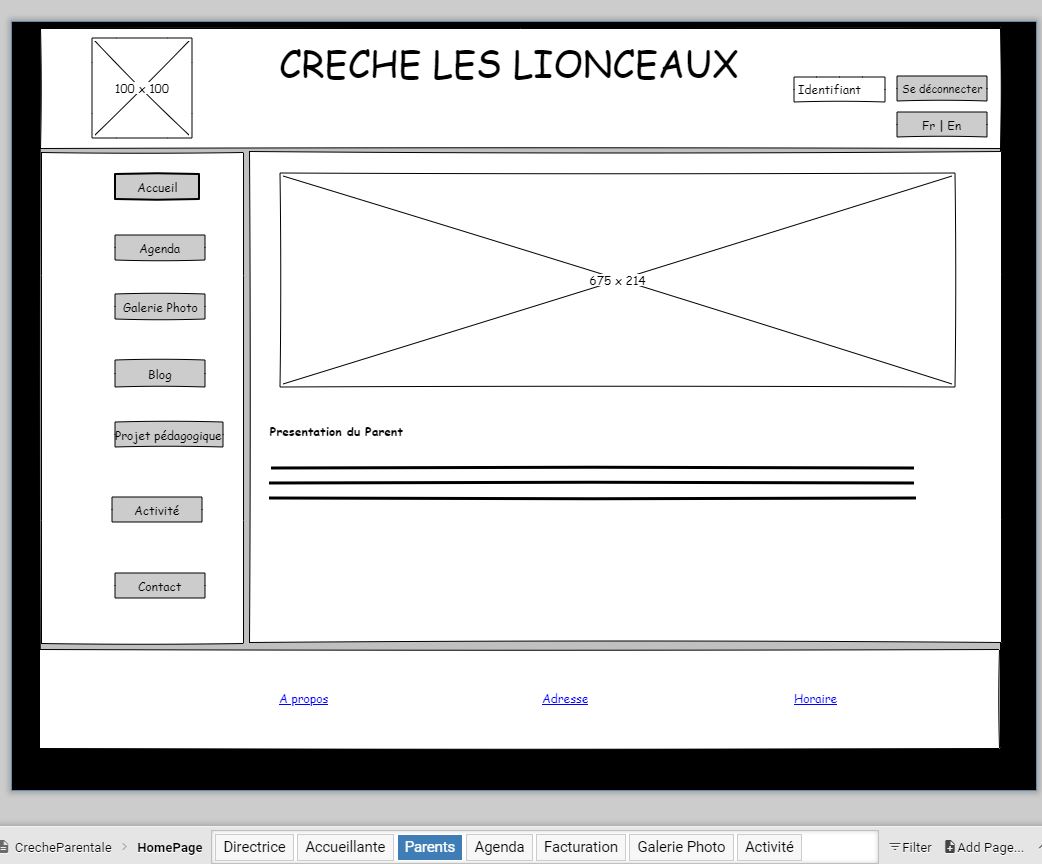 CRECHE LES LIONCEAUX
100 x 100
Identifiant
Se déconnecter
Fr | En
Accueil
Agenda
Galerie Photo
Blog
Projet pédagogique
Activité
Contact
675 x 214
Presentation du Parent
A propos
Adresse
Horaire
CrecheParentale > HomePage
Directrice
Accueillante
Parents
Agenda
Facturation
Galerie Photo
Activité
Filter
Add Page...